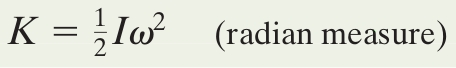 K = ½Iω² (radian measure)